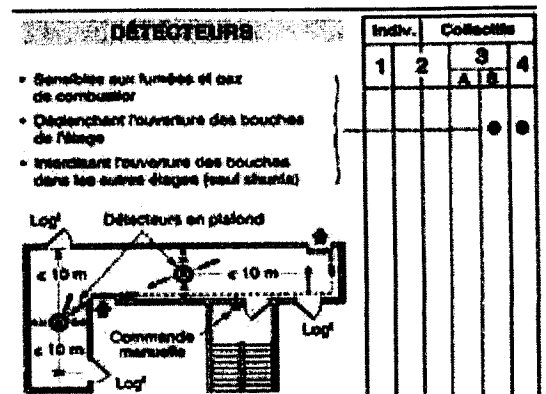 DÉTECTEURS
Indiv. Collectifs
1 2 3 4
A B
• Sensibles aux fumées et gaz
de combustion
• Déclenchant l'ouverture des bouches
de l'étage
• Interdisant l'ouverture des bouches
dans les autres étages (sauf shunts)
Logt Détecteurs en plafond
< 10 m < 10 m
Commande
manuelle
Logt
< 10 m
Logt